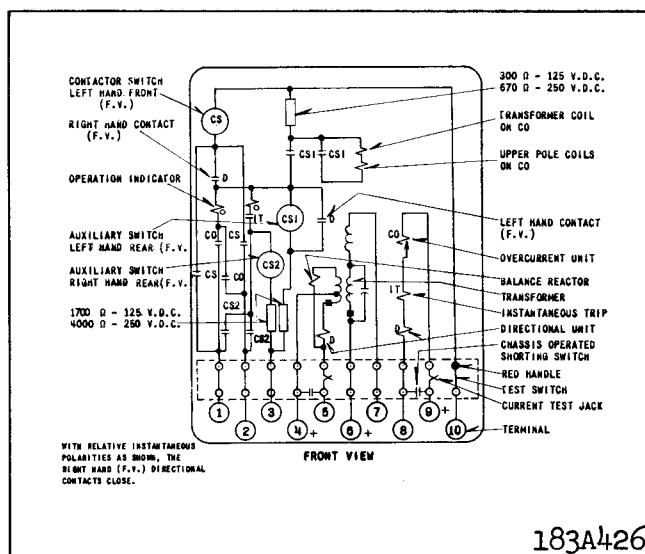 CONTACTOR SWITCH
LEFT HAND FRONT
(F.V.)
RIGHT HAND CONTACT
(F.V.)
OPERATION INDICATOR
AUXILIARY SWITCH
LEFT HAND REAR (F.V.
AUXILIARY SWITCH
RIGHT HAND REAR(F.V.)
1700 Ω - 125 V.D.C.
4000 Ω - 250 V.D.C.
300 Ω - 125 V.D.C.
670 Ω - 250 V.D.C.
TRANSFORMER COIL
ON CO
UPPER POLE COILS
ON CO
LEFT HAND CONTACT
(F.V.)
OVERCURRENT UNIT
BALANCE REACTOR
TRANSFORMER
INSTANTANEOUS TRIP
DIRECTIONAL UNIT
CHASSIS OPERATED
SHORTING SWITCH
RED HANDLE
TEST SWITCH
CURRENT TEST JACK
TERMINAL
CS
CS1
CS1
D
IT
CS1
D
CO
CS
CO
CS2
CS
CO
IT
CS2
CS2
CS2
D
D
1
2
3
4 +
5
6 +
7
8
9 +
10
FRONT VIEW
WITH RELATIVE INSTANTANEOUS
POLARITIES AS SHOWN, THE
RIGHT HAND (F.V.) DIRECTIONAL
CONTACTS CLOSE.
183A426